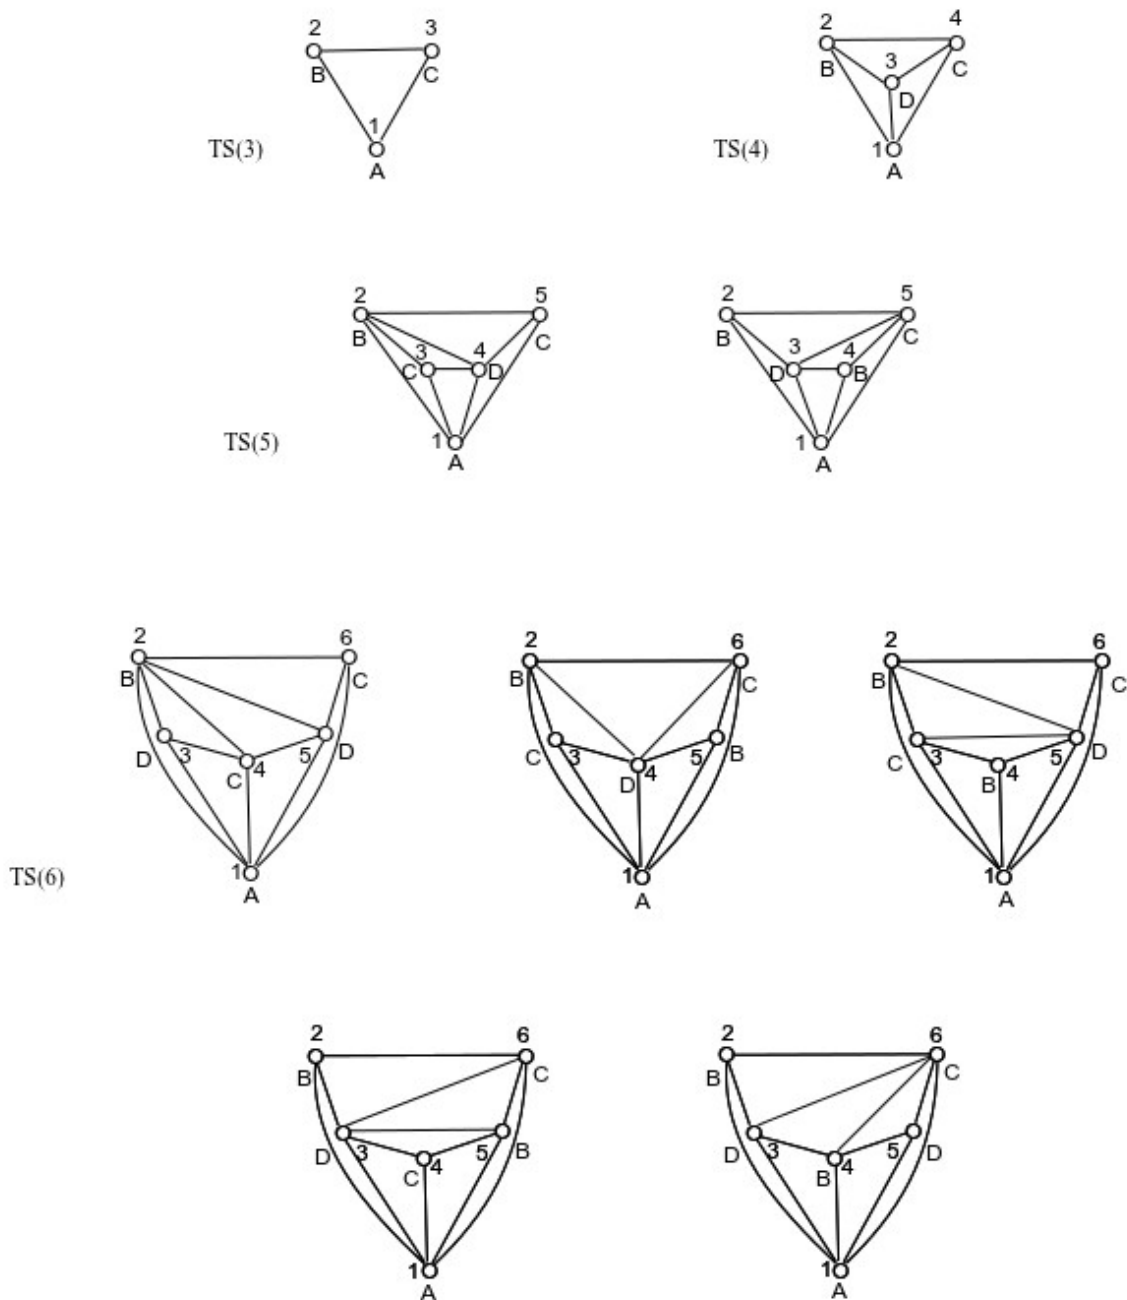 2 3 2 4
B C B 3 C
1 D
TS(3) TS(4) 1
A A
2 5 2 5
B 3 4 C B 3 4 C
C D D B
TS(5) 1 1
A A
2 6 2 6 2 6
B C B C B C
D 3 C 4 5 D C 3 D 4 5 B C 3 B 4 5 D
1 1 1
TS(6) A A A
2 6 2 6
B C B C
D 3 C 4 5 B D 3 B 4 5 D
1 1
A A